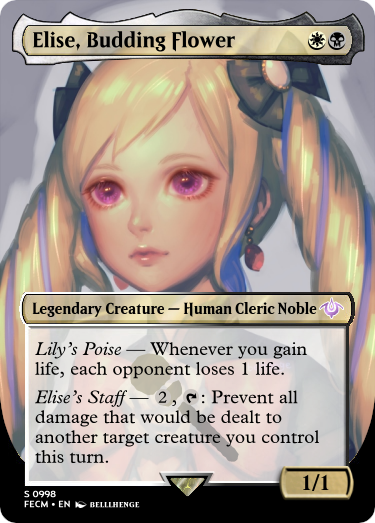 Elise, Budding Flower
Legendary Creature — Human Cleric Noble
Lily's Poise — Whenever you gain
life, each opponent loses 1 life.
Elise's Staff — 2 , : Prevent all
damage that would be dealt to
another target creature you control
this turn.
1/1
S 0998
FECM • EN BELLLHENGE